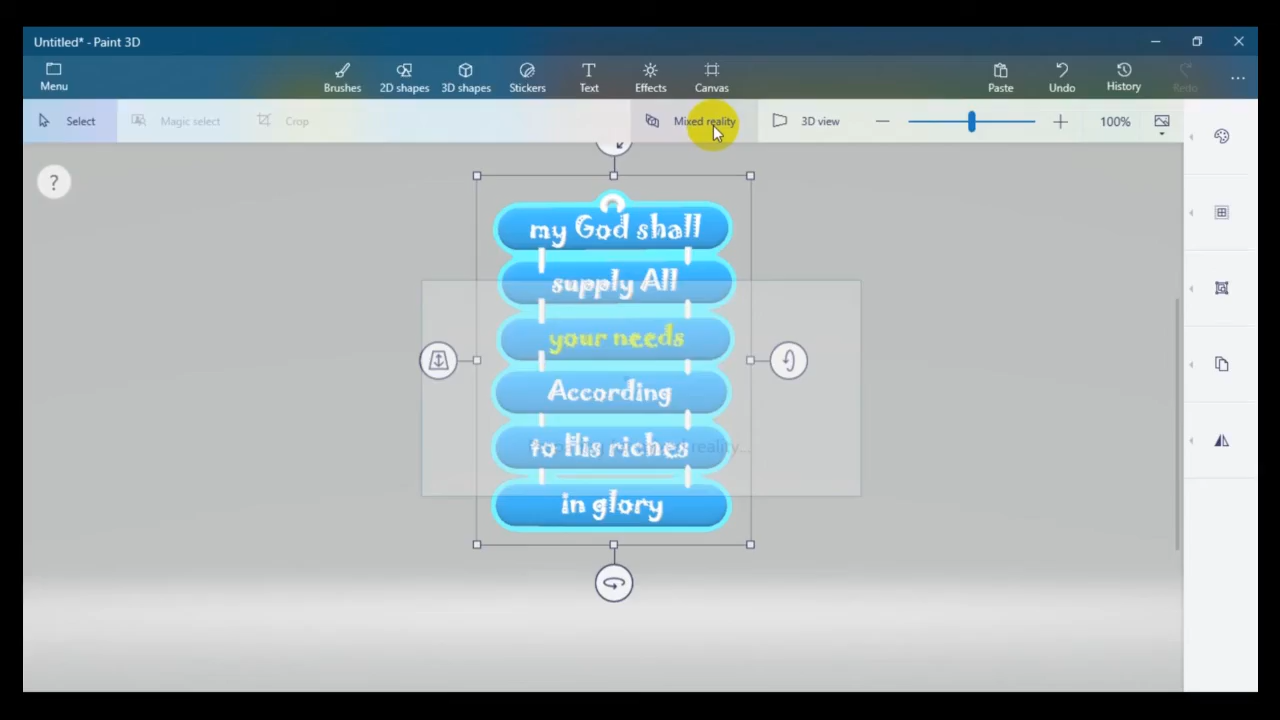 Untitled* - Paint 3D
Menu
Brushes
2D shapes
3D shapes
Stickers
Text
Effects
Canvas
Paste
Undo
History
Redo
Select
Magic select
Crop
Mixed reality
3D view
100%
?
my God shall
supply All
your needs
According
to His riches
in glory